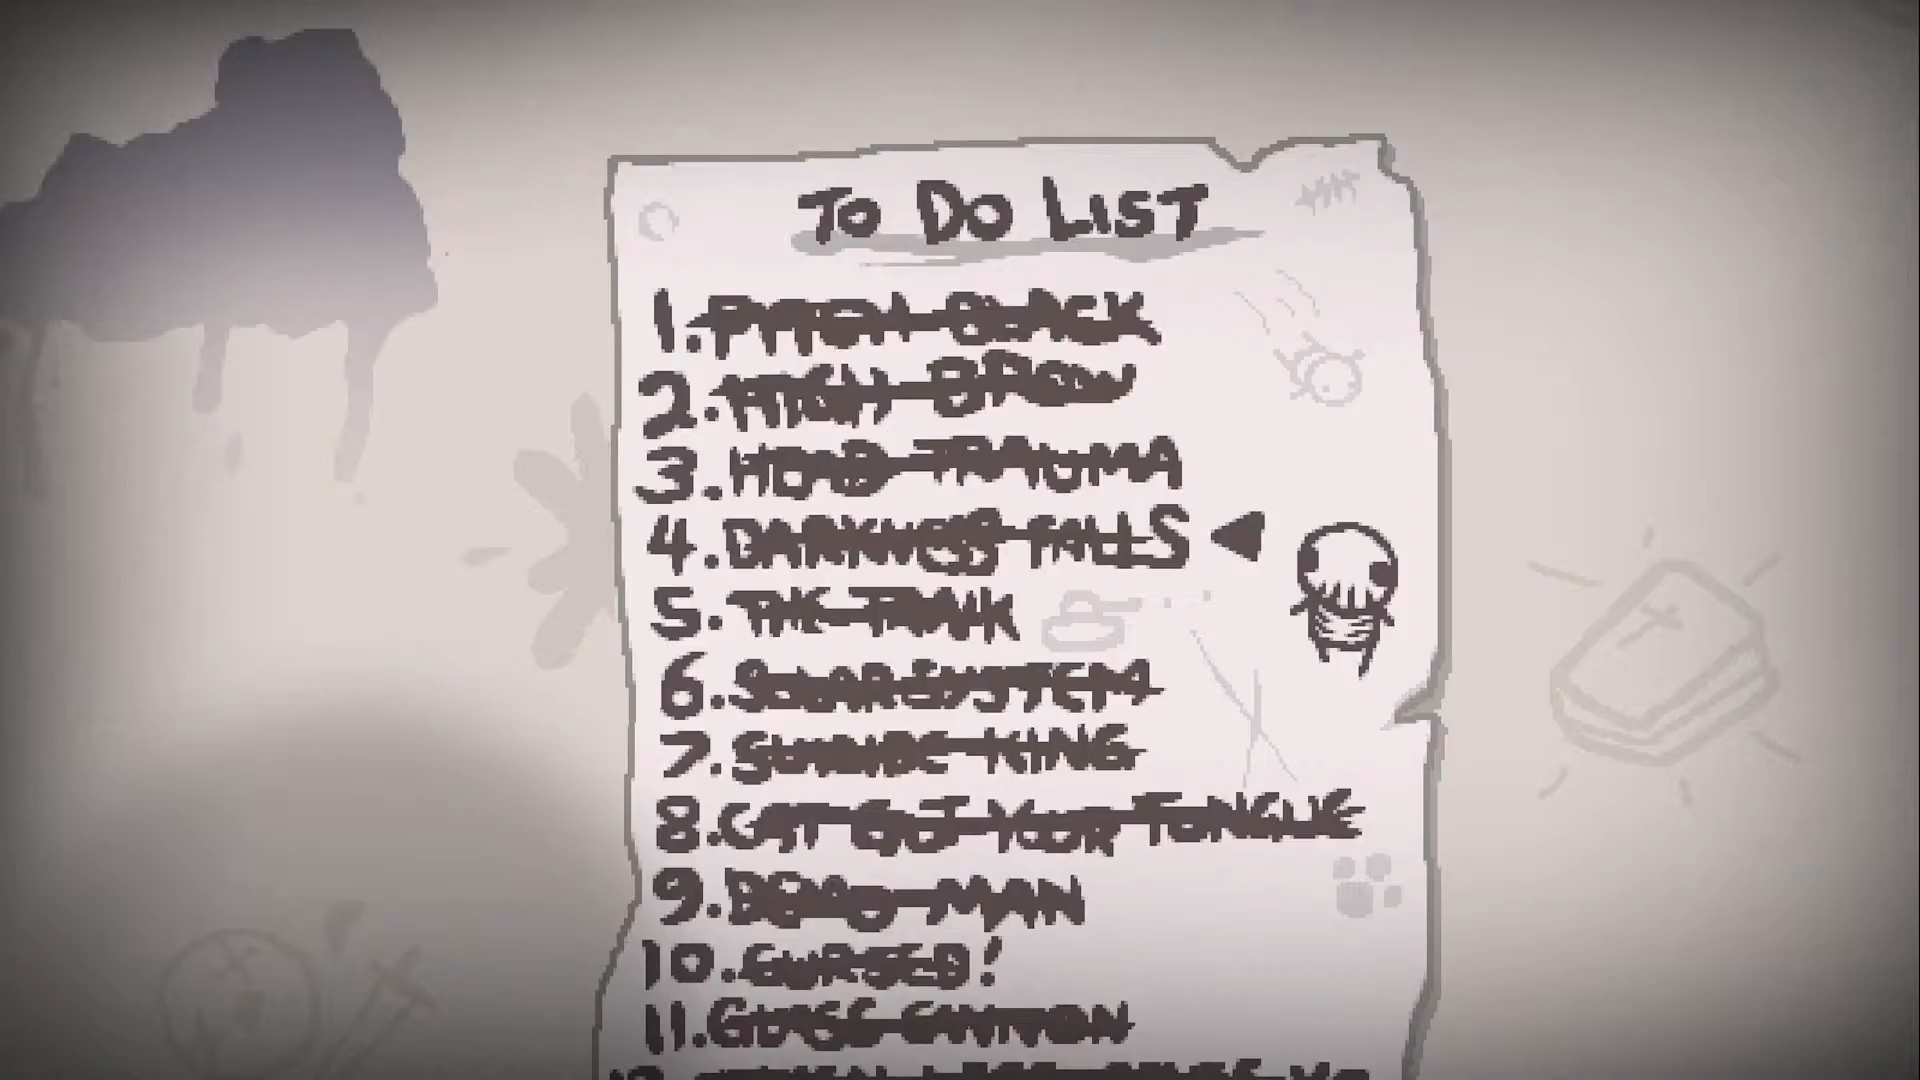 TO DO LIST
1.PITCH BLACK
2.HIGH BROW
3.HEAD TRAUMA
4.DARKNESS FALLS
5.THE TANK
6.SOLAR SYSTEM
7.SUICIDE KING
8.CAT GOT YOUR TONGUE
9.DEMO MAN
10.CURSED!
11.GLASS CANNON